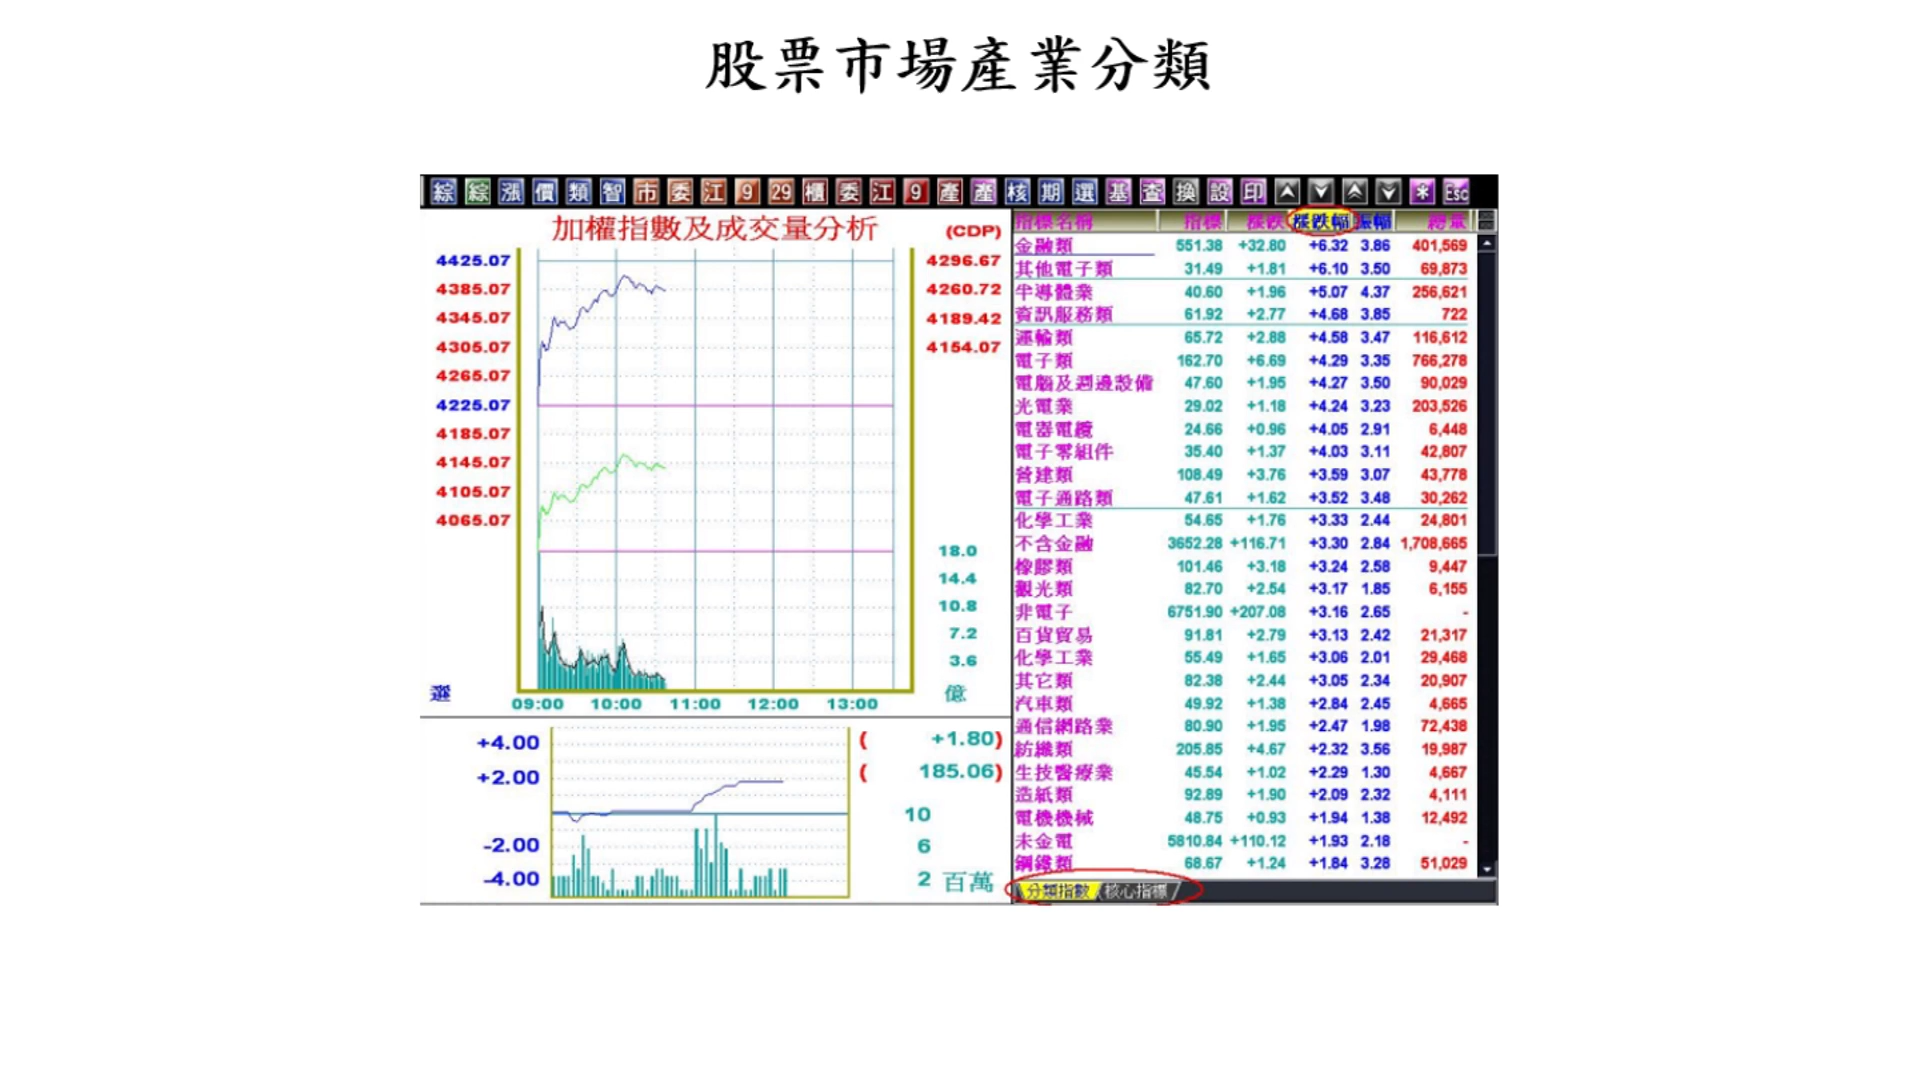 股票市場產業分類
綜 綜 漲 價 類 智 市 委 江 9 29 櫃 委 江 9 產 產 核 期 選 基 查 換 設 印 * Esc
加權指數及成交量分析 (CDP)
4425.07 4296.67
4385.07 4260.72
4345.07 4189.42
4305.07 4154.07
4265.07
4225.07
4185.07
4145.07
4105.07
4065.07
18.0
14.4
10.8
7.2
3.6
億
09:00 10:00 11:00 12:00 13:00
+4.00 ( +1.80)
+2.00 ( 185.06)
10
-2.00 6
-4.00 2 百萬
指標名稱 指標 漲跌 漲跌幅 振幅 總量
金融類 551.38 +32.80 +6.32 3.86 401,569
其他電子類 31.49 +1.81 +6.10 3.50 69,873
半導體業 40.60 +1.96 +5.07 4.37 256,621
資訊服務類 61.92 +2.77 +4.68 3.85 722
運輸類 65.72 +2.88 +4.58 3.47 116,612
電子類 162.70 +6.69 +4.29 3.35 766,278
電腦及週邊設備 47.60 +1.95 +4.27 3.50 90,029
光電業 29.02 +1.18 +4.24 3.23 203,526
電器電纜 24.66 +0.96 +4.05 2.91 6,448
電子零組件 35.40 +1.37 +4.03 3.11 42,807
營建類 108.49 +3.76 +3.59 3.07 43,778
電子通路類 47.61 +1.62 +3.52 3.48 30,262
化學工業 54.65 +1.76 +3.33 2.44 24,801
不含金融 3652.28 +116.71 +3.30 2.84 1,708,665
橡膠類 101.46 +3.18 +3.24 2.58 9,447
觀光類 82.70 +2.54 +3.17 1.85 6,155
非電子 6751.90 +207.08 +3.16 2.65 -
百貨貿易 91.81 +2.79 +3.13 2.42 21,317
化學工業 55.49 +1.65 +3.06 2.01 29,468
其它類 82.38 +2.44 +3.05 2.34 20,907
汽車類 49.92 +1.38 +2.84 2.45 4,665
通信網路業 80.90 +1.95 +2.47 1.98 72,438
紡織類 205.85 +4.67 +2.32 3.56 19,987
生技醫療業 45.54 +1.02 +2.29 1.30 4,667
造紙類 92.89 +1.90 +2.09 2.32 4,111
電機機械 48.75 +0.93 +1.94 1.38 12,492
未金電 5810.84 +110.12 +1.93 2.18 -
鋼鐵類 68.67 +1.24 +1.84 3.28 51,029
分類指數 核心指標